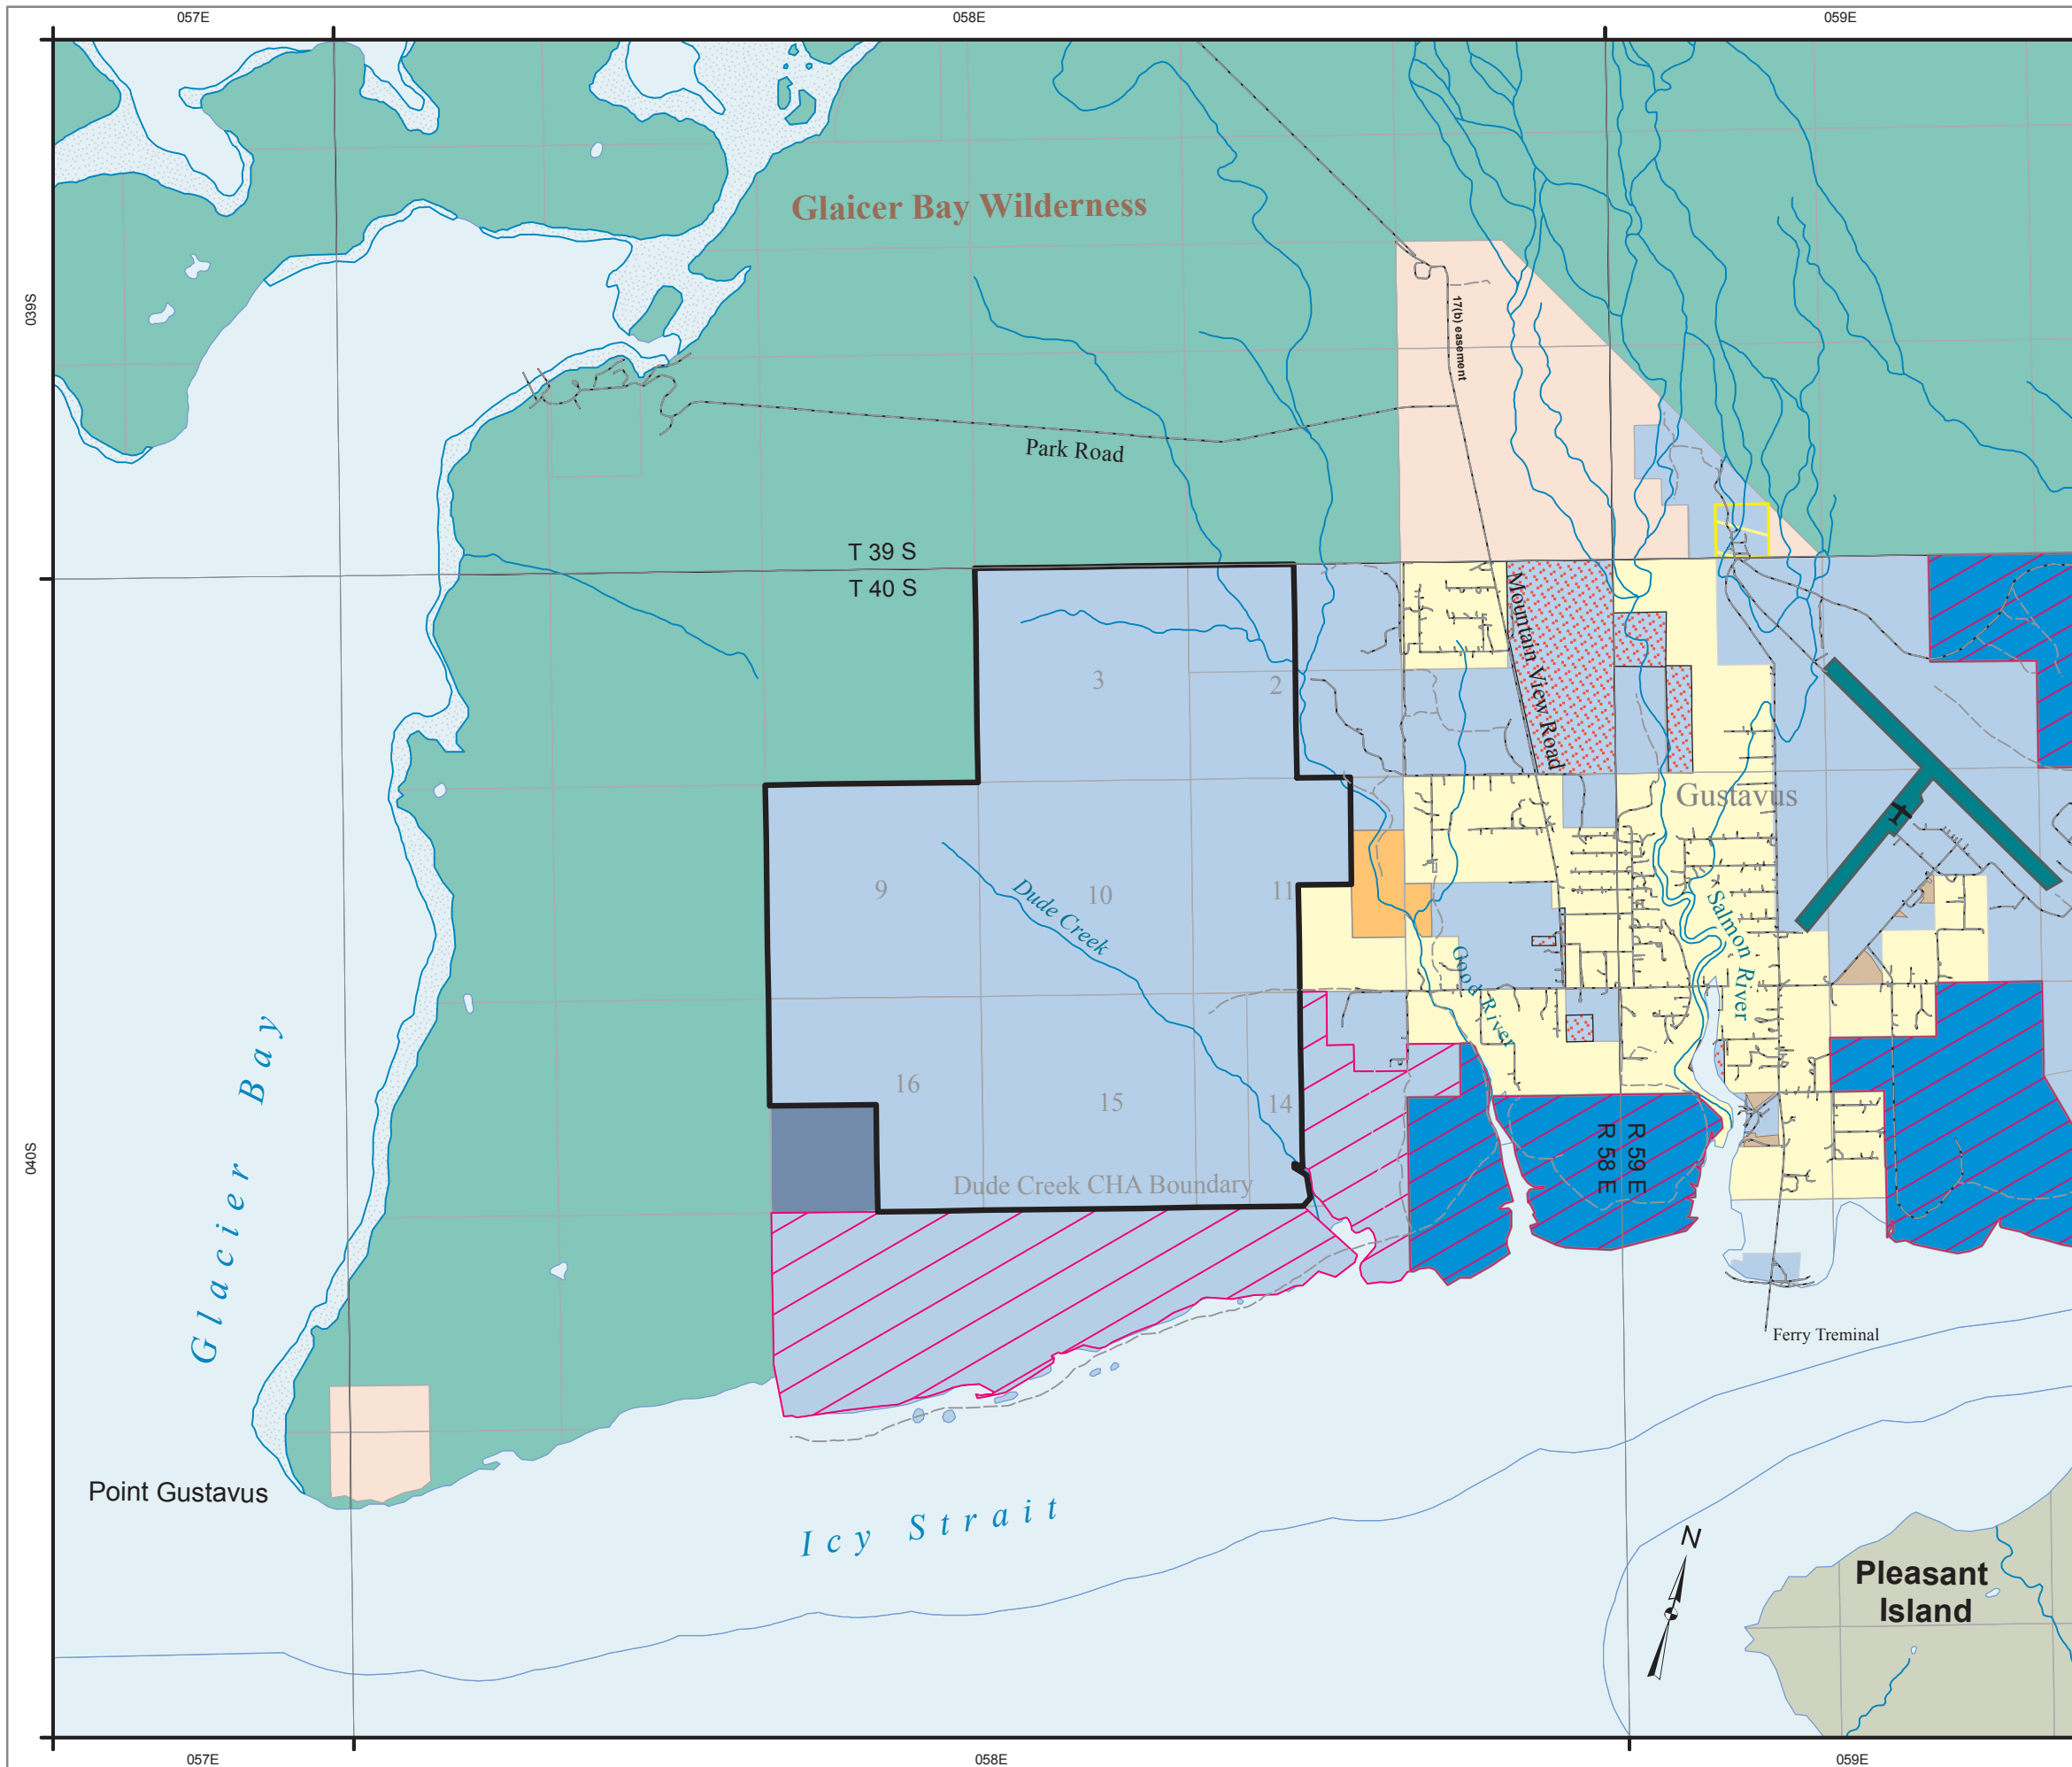 057E
058E
059E
Glaicer Bay Wilderness
039S
17(b) easement
Park Road
T 39 S
T 40 S
Mountain View Road
3
2
Gustavus
9
10
11
Dude Creek
Salmon River
Good River
16
15
14
Glacier Bay
040S
R 59 E
R 58 E
Dude Creek CHA Boundary
Ferry Treminal
Point Gustavus
Icy Strait
N
Pleasant
Island
057E
058E
059E